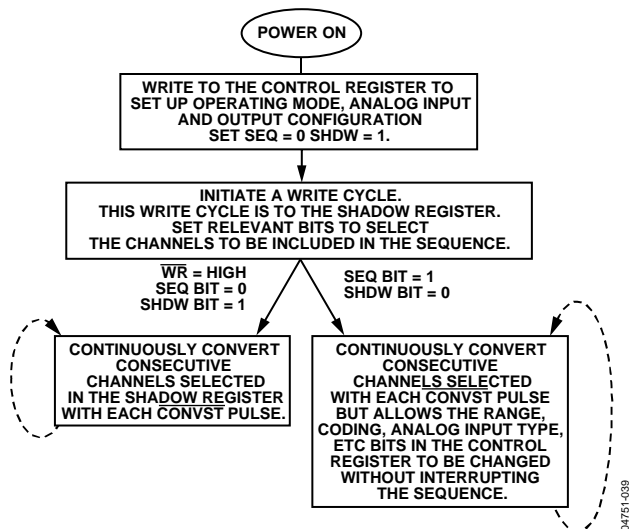 POWER ON
WRITE TO THE CONTROL REGISTER TO
SET UP OPERATING MODE, ANALOG INPUT
AND OUTPUT CONFIGURATION
SET SEQ = 0 SHDW = 1.
INITIATE A WRITE CYCLE.
THIS WRITE CYCLE IS TO THE SHADOW REGISTER.
SET RELEVANT BITS TO SELECT
THE CHANNELS TO BE INCLUDED IN THE SEQUENCE.
WR = HIGH
SEQ BIT = 0
SHDW BIT = 1
SEQ BIT = 1
SHDW BIT = 0
CONTINUOUSLY CONVERT
CONSECUTIVE
CHANNELS SELECTED
IN THE SHADOW REGISTER
WITH EACH CONVST PULSE.
CONTINUOUSLY CONVERT
CONSECUTIVE
CHANNELS SELECTED
WITH EACH CONVST PULSE
BUT ALLOWS THE RANGE,
CODING, ANALOG INPUT TYPE,
ETC BITS IN THE CONTROL
REGISTER TO BE CHANGED
WITHOUT INTERRUPTING
THE SEQUENCE.
04751-039